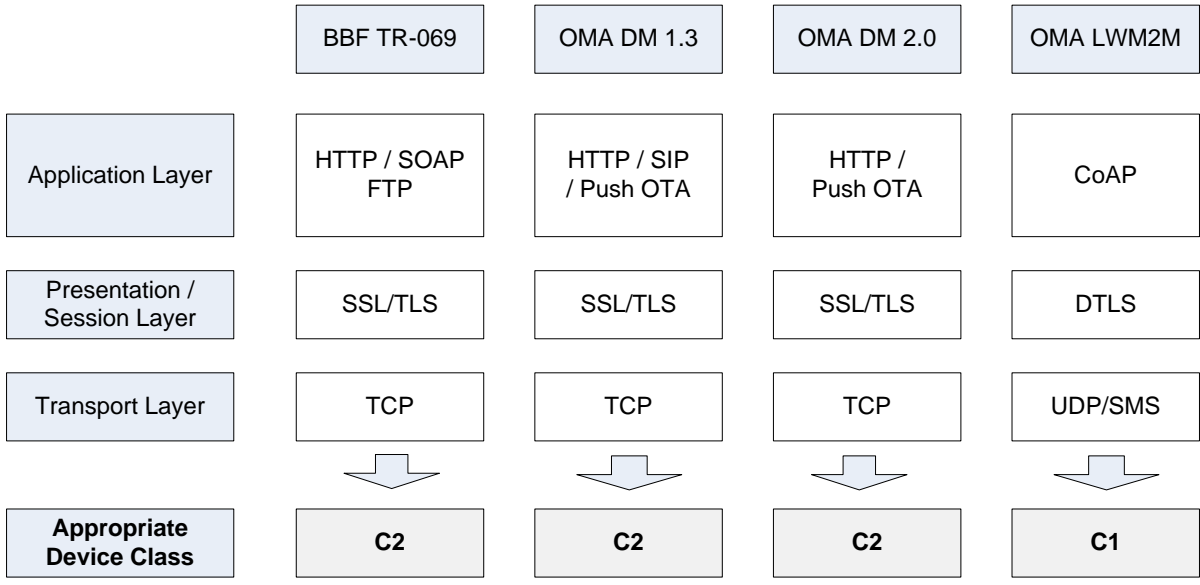 BBF TR-069
OMA DM 1.3
OMA DM 2.0
OMA LWM2M
Application Layer
HTTP / SOAP
FTP
HTTP / SIP
/ Push OTA
HTTP /
Push OTA
CoAP
Presentation /
Session Layer
SSL/TLS
SSL/TLS
SSL/TLS
DTLS
Transport Layer
TCP
TCP
TCP
UDP/SMS
Appropriate
Device Class
C2
C2
C2
C1